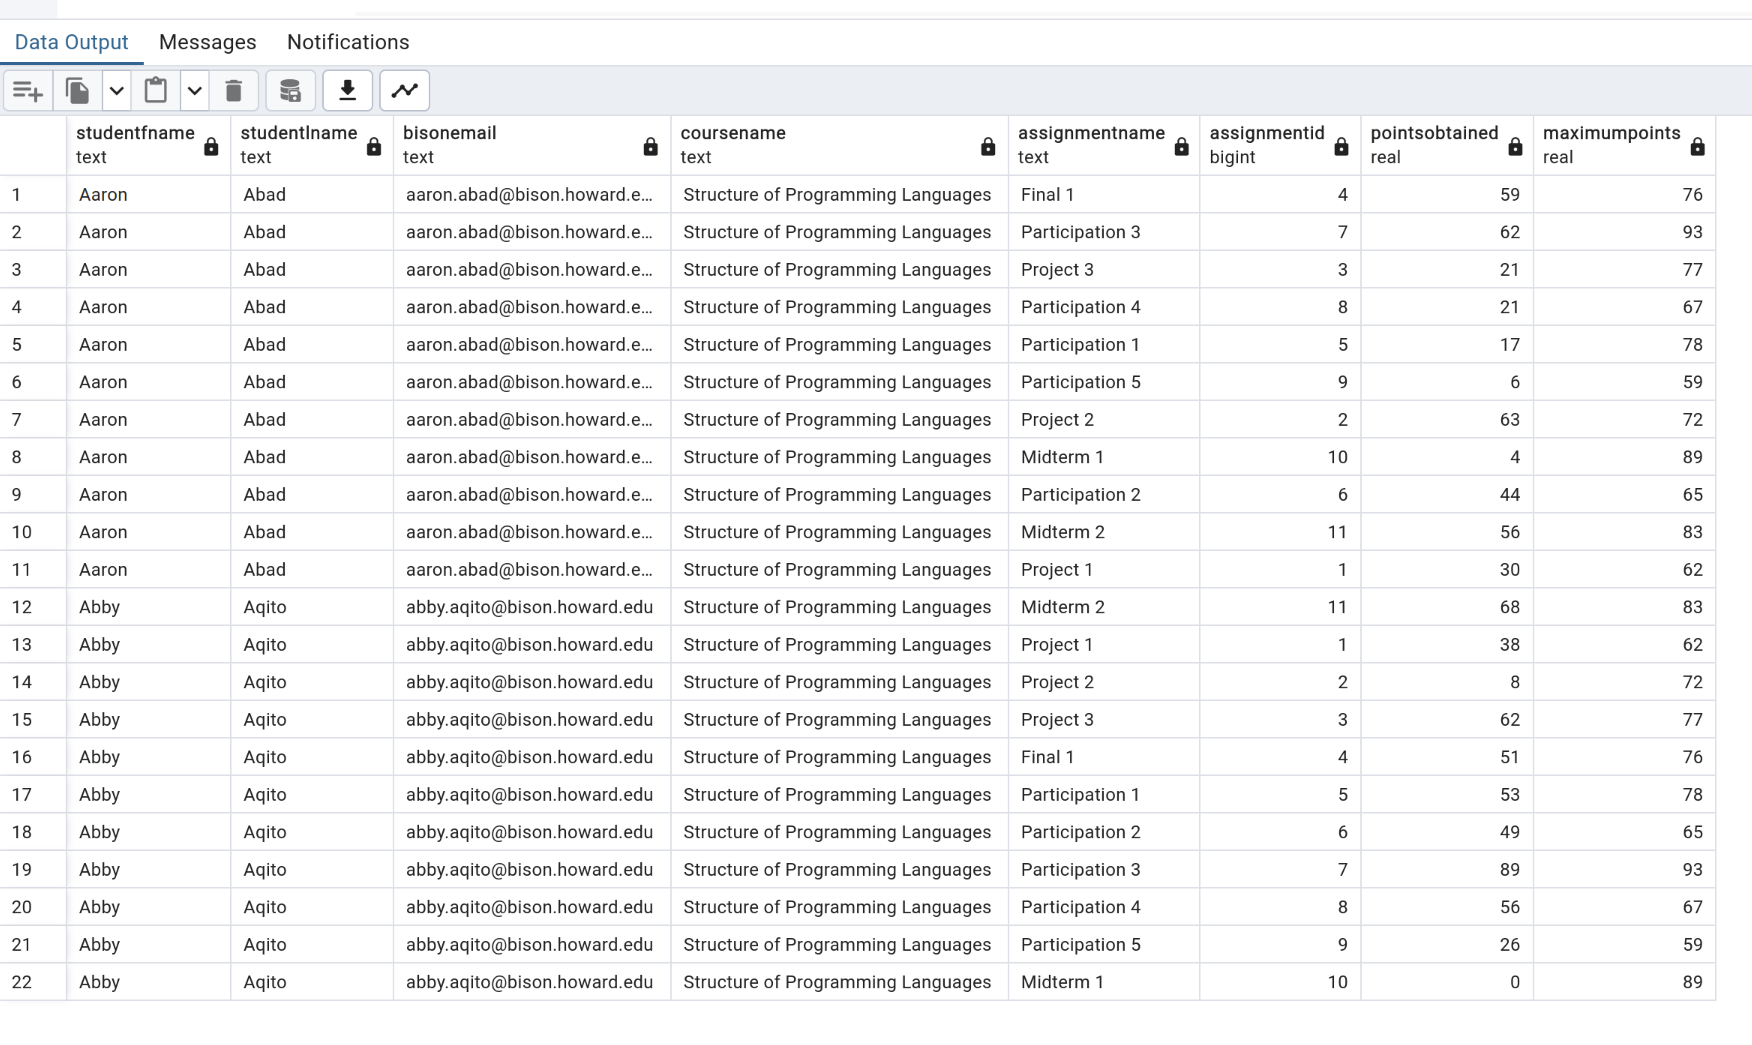 Data Output Messages Notifications
studentfname text studentlname text bisonemail text coursename text assignmentname text assignmentid bigint pointsobtained real maximumpoints real
1 Aaron Abad aaron.abad@bison.howard.e... Structure of Programming Languages Final 1 4 59 76
2 Aaron Abad aaron.abad@bison.howard.e... Structure of Programming Languages Participation 3 7 62 93
3 Aaron Abad aaron.abad@bison.howard.e... Structure of Programming Languages Project 3 3 21 77
4 Aaron Abad aaron.abad@bison.howard.e... Structure of Programming Languages Participation 4 8 21 67
5 Aaron Abad aaron.abad@bison.howard.e... Structure of Programming Languages Participation 1 5 17 78
6 Aaron Abad aaron.abad@bison.howard.e... Structure of Programming Languages Participation 5 9 6 59
7 Aaron Abad aaron.abad@bison.howard.e... Structure of Programming Languages Project 2 2 63 72
8 Aaron Abad aaron.abad@bison.howard.e... Structure of Programming Languages Midterm 1 10 4 89
9 Aaron Abad aaron.abad@bison.howard.e... Structure of Programming Languages Participation 2 6 44 65
10 Aaron Abad aaron.abad@bison.howard.e... Structure of Programming Languages Midterm 2 11 56 83
11 Aaron Abad aaron.abad@bison.howard.e... Structure of Programming Languages Project 1 1 30 62
12 Abby Aqito abby.aqito@bison.howard.edu Structure of Programming Languages Midterm 2 11 68 83
13 Abby Aqito abby.aqito@bison.howard.edu Structure of Programming Languages Project 1 1 38 62
14 Abby Aqito abby.aqito@bison.howard.edu Structure of Programming Languages Project 2 2 8 72
15 Abby Aqito abby.aqito@bison.howard.edu Structure of Programming Languages Project 3 3 62 77
16 Abby Aqito abby.aqito@bison.howard.edu Structure of Programming Languages Final 1 4 51 76
17 Abby Aqito abby.aqito@bison.howard.edu Structure of Programming Languages Participation 1 5 53 78
18 Abby Aqito abby.aqito@bison.howard.edu Structure of Programming Languages Participation 2 6 49 65
19 Abby Aqito abby.aqito@bison.howard.edu Structure of Programming Languages Participation 3 7 89 93
20 Abby Aqito abby.aqito@bison.howard.edu Structure of Programming Languages Participation 4 8 56 67
21 Abby Aqito abby.aqito@bison.howard.edu Structure of Programming Languages Participation 5 9 26 59
22 Abby Aqito abby.aqito@bison.howard.edu Structure of Programming Languages Midterm 1 10 0 89